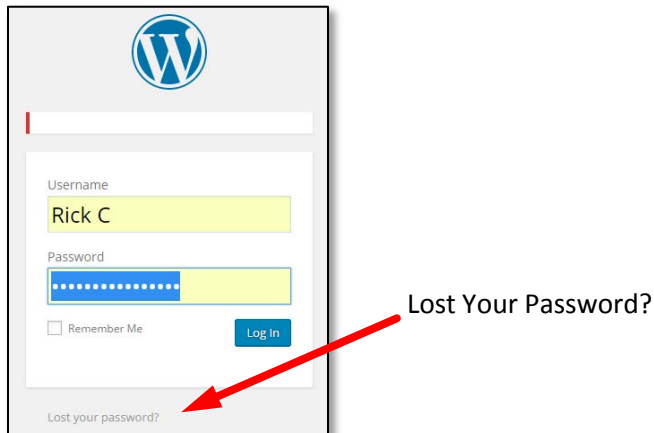 Username
Rick C
Password
••••••••••••••••
Remember Me
Log In
Lost Your Password?
Lost your password?